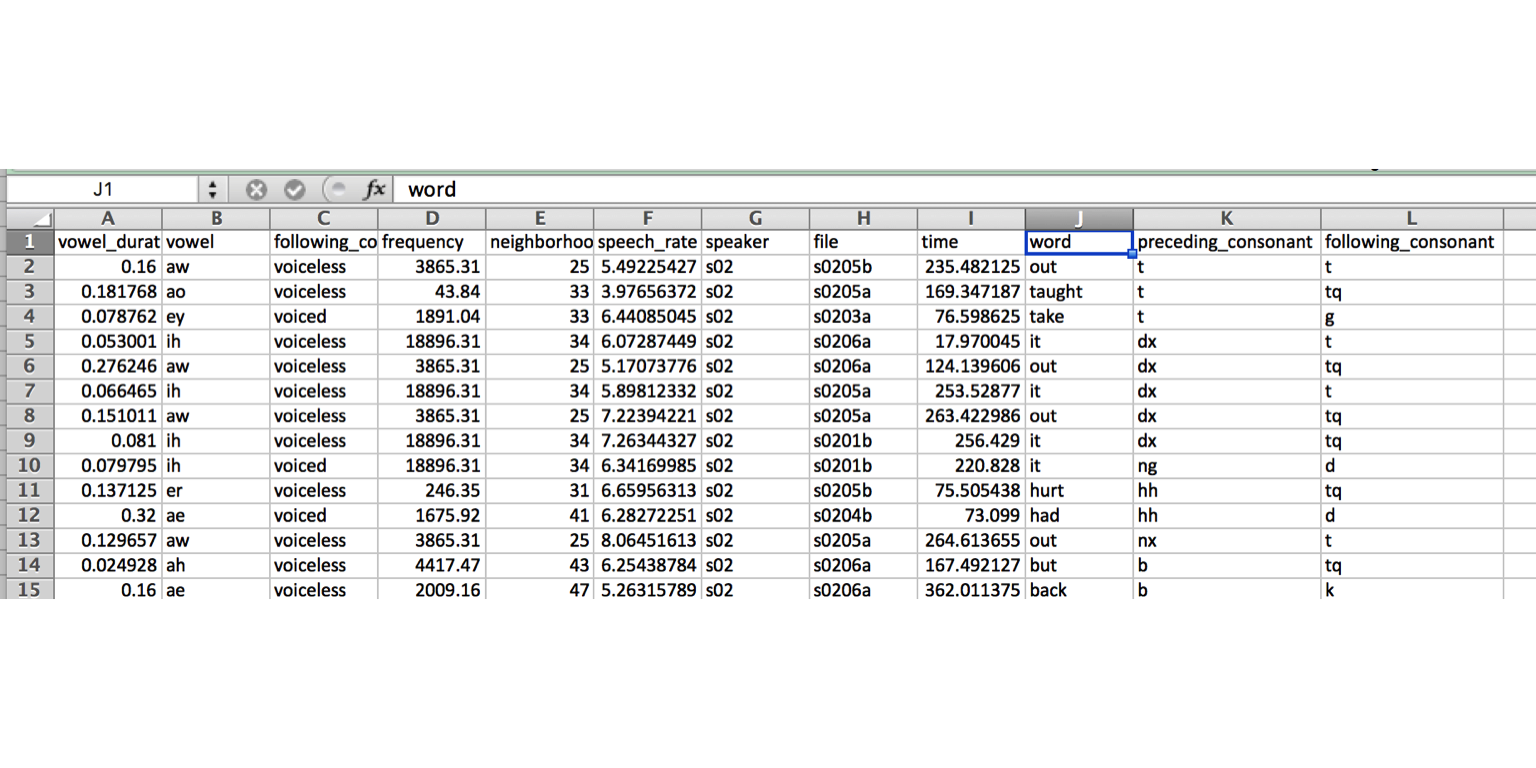 J1 fx word
A B C D E F G H I J K L
1 vowel_durat vowel following_co frequency neighborhoo speech_rate speaker file time word preceding_consonant following_consonant
2 0.16 aw voiceless 3865.31 25 5.49225427 s02 s0205b 235.482125 out t t
3 0.181768 ao voiceless 43.84 33 3.97656372 s02 s0205a 169.347187 taught t tq
4 0.078762 ey voiced 1891.04 33 6.44085045 s02 s0203a 76.598625 take t g
5 0.053001 ih voiceless 18896.31 34 6.07287449 s02 s0206a 17.970045 it dx t
6 0.276246 aw voiceless 3865.31 25 5.17073776 s02 s0206a 124.139606 out dx tq
7 0.066465 ih voiceless 18896.31 34 5.89812332 s02 s0205a 253.52877 it dx t
8 0.151011 aw voiceless 3865.31 25 7.22394221 s02 s0205a 263.422986 out dx tq
9 0.081 ih voiceless 18896.31 34 7.26344327 s02 s0201b 256.429 it dx tq
10 0.079795 ih voiced 18896.31 34 6.34169985 s02 s0201b 220.828 it ng d
11 0.137125 er voiceless 246.35 31 6.65956313 s02 s0205b 75.505438 hurt hh tq
12 0.32 ae voiced 1675.92 41 6.28272251 s02 s0204b 73.099 had hh d
13 0.129657 aw voiceless 3865.31 25 8.06451613 s02 s0205a 264.613655 out nx t
14 0.024928 ah voiceless 4417.47 43 6.25438784 s02 s0206a 167.492127 but b tq
15 0.16 ae voiceless 2009.16 47 5.26315789 s02 s0206a 362.011375 back b k